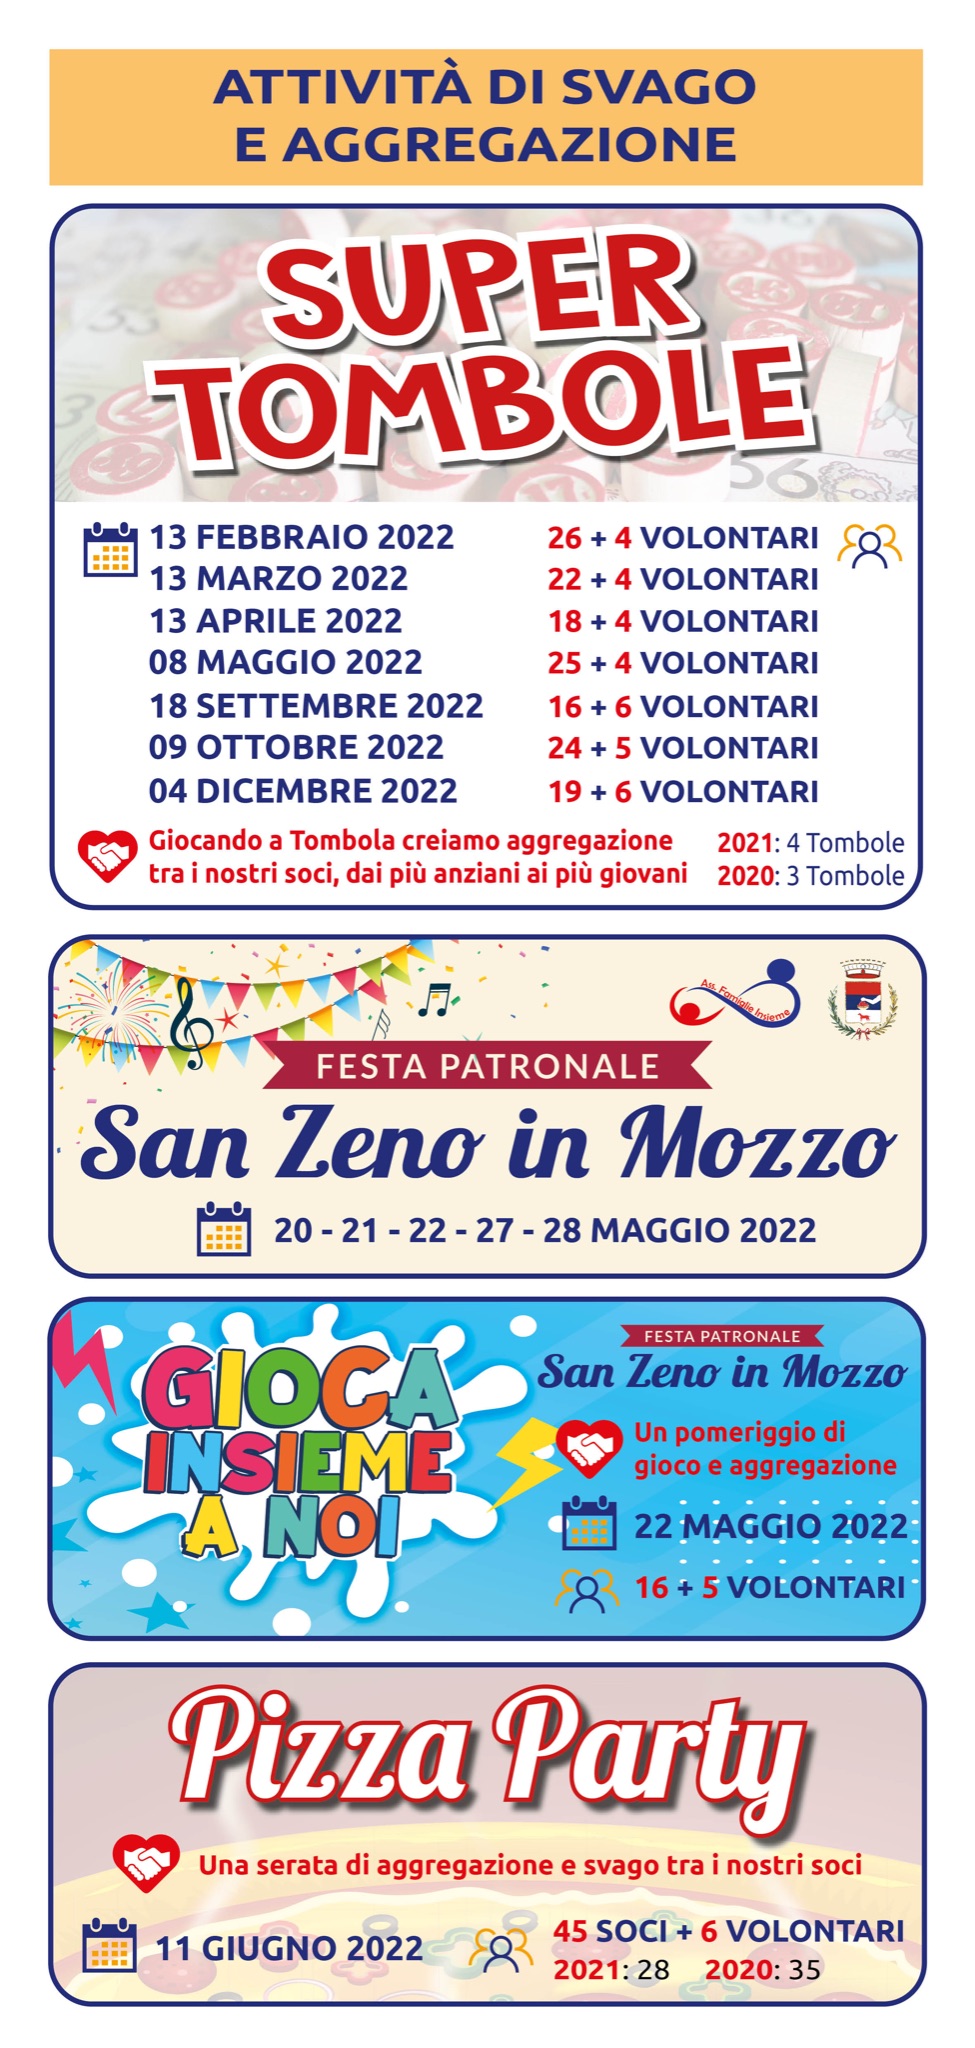 ATTIVITÀ DI SVAGO
E AGGREGAZIONE
SUPER
TOMBOLE
13 FEBBRAIO 2022 26 + 4 VOLONTARI
13 MARZO 2022 22 + 4 VOLONTARI
13 APRILE 2022 18 + 4 VOLONTARI
08 MAGGIO 2022 25 + 4 VOLONTARI
18 SETTEMBRE 2022 16 + 6 VOLONTARI
09 OTTOBRE 2022 24 + 5 VOLONTARI
04 DICEMBRE 2022 19 + 6 VOLONTARI
Giocando a Tombola creiamo aggregazione
tra i nostri soci, dai più anziani ai più giovani
2021: 4 Tombole
2020: 3 Tombole
Ass. Famiglie Insieme
FESTA PATRONALE
San Zeno in Mozzo
20 - 21 - 22 - 27 - 28 MAGGIO 2022
GIOCA
INSIEME
A NOI
FESTA PATRONALE
San Zeno in Mozzo
Un pomeriggio di
gioco e aggregazione
22 MAGGIO 2022
16 + 5 VOLONTARI
Pizza Party
Una serata di aggregazione e svago tra i nostri soci
11 GIUGNO 2022
45 SOCI + 6 VOLONTARI
2021: 28 2020: 35